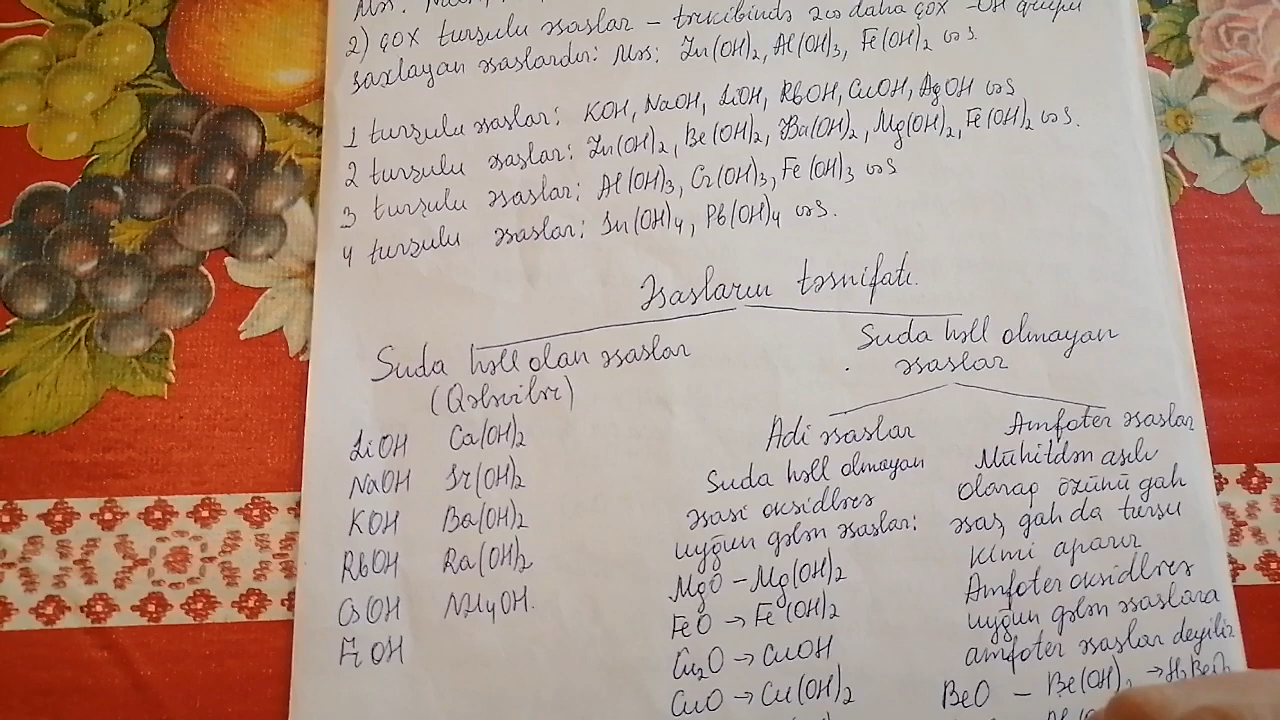 Məs: NaOH,
2) Çox turşulu əsaslar – tərkibində 2 və daha çox -OH qrupu
saxlayan əsaslardır: Məs: Zn(OH)₂, Al(OH)₃, Fe(OH)₂ və s.
1 turşulu əsaslar: KOH, NaOH, LiOH, RbOH, CuOH, AgOH və s
2 turşulu əsaslar: Zn(OH)₂, Be(OH)₂, Ba(OH)₂, Mg(OH)₂, Fe(OH)₂ və s.
3 turşulu əsaslar: Al(OH)₃, Cr(OH)₃, Fe(OH)₃ və s
4 turşulu əsaslar: Sn(OH)₄, Pb(OH)₄ və s.
Əsasların təsnifatı.
Suda həll olan əsaslar
(Qələvilər)
LiOH Ca(OH)₂
NaOH Sr(OH)₂
KOH Ba(OH)₂
RbOH Ra(OH)₂
CsOH NH₄OH.
FrOH
Suda həll olmayan
əsaslar
Adi əsaslar
Suda həll olmayan
əsasi oksidlərə
uyğun gələn əsaslar:
MgO – Mg(OH)₂
FeO → Fe(OH)₂
Cu₂O → CuOH
CuO → Cu(OH)₂
Amfoter əsaslar
Mühitdən asılı
olaraq özünü gah
əsas, gah da turşu
kimi aparır
Amfoter oksidlərə
uyğun gələn əsaslara
amfoter əsaslar deyilir
BeO – Be(OH)₂ → H₂BeO₂